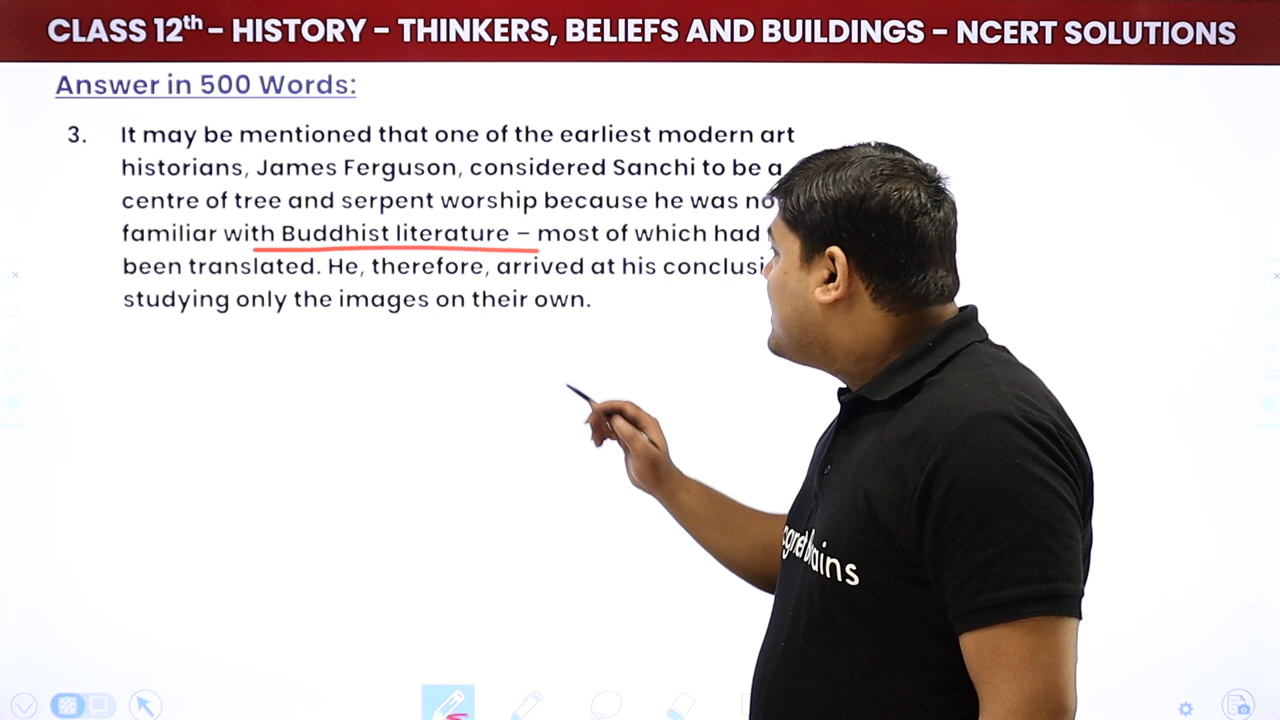 CLASS 12th – HISTORY – THINKERS, BELIEFS AND BUILDINGS – NCERT SOLUTIONS
Answer in 500 Words:
3. It may be mentioned that one of the earliest modern art
historians, James Ferguson, considered Sanchi to be a
centre of tree and serpent worship because he was
familiar with Buddhist literature – most of which had
been translated. He, therefore, arrived at his
studying only the images on their own.